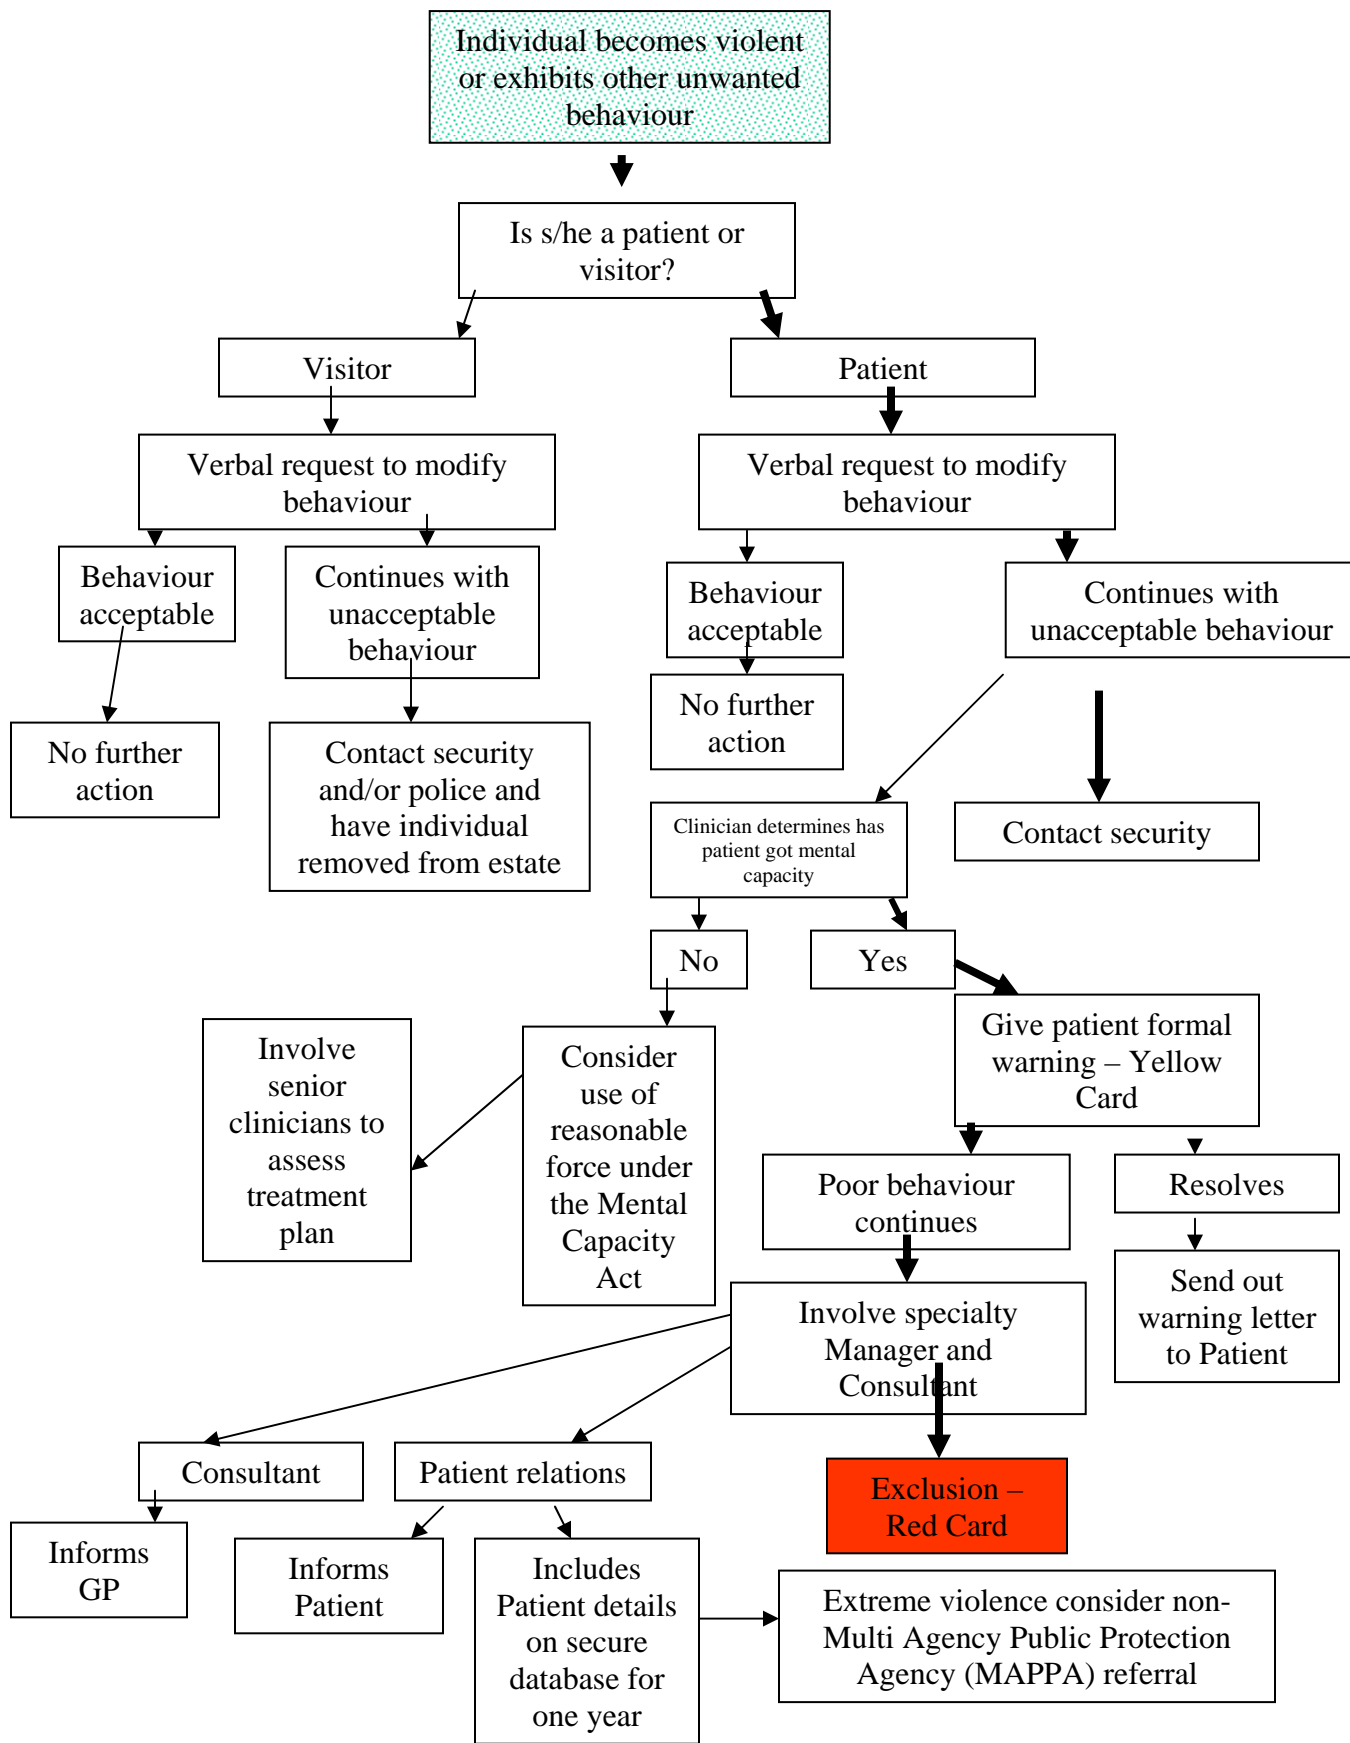 Individual becomes violent
or exhibits other unwanted
behaviour
Is s/he a patient or
visitor?
Visitor
Patient
Verbal request to modify
behaviour
Verbal request to modify
behaviour
Behaviour
acceptable
Continues with
unacceptable
behaviour
Behaviour
acceptable
Continues with
unacceptable behaviour
No further
action
Contact security
and/or police and
have individual
removed from estate
No further
action
Clinician determines has
patient got mental
capacity
Contact security
No
Yes
Involve
senior
clinicians to
assess
treatment
plan
Consider
use of
reasonable
force under
the Mental
Capacity
Act
Give patient formal
warning – Yellow
Card
Poor behaviour
continues
Resolves
Involve specialty
Manager and
Consultant
Send out
warning letter
to Patient
Consultant
Patient relations
Exclusion –
Red Card
Informs
GP
Informs
Patient
Includes
Patient details
on secure
database for
one year
Extreme violence consider non-
Multi Agency Public Protection
Agency (MAPPA) referral